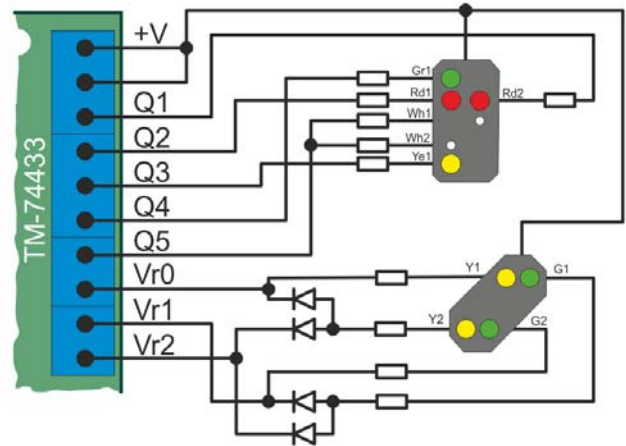 TM-74433
+V
Q1
Q2
Q3
Q4
Q5
Vr0
Vr1
Vr2
Gr1
Rd1
Rd2
Wh1
Wh2
Ye1
Y1
G1
Y2
G2